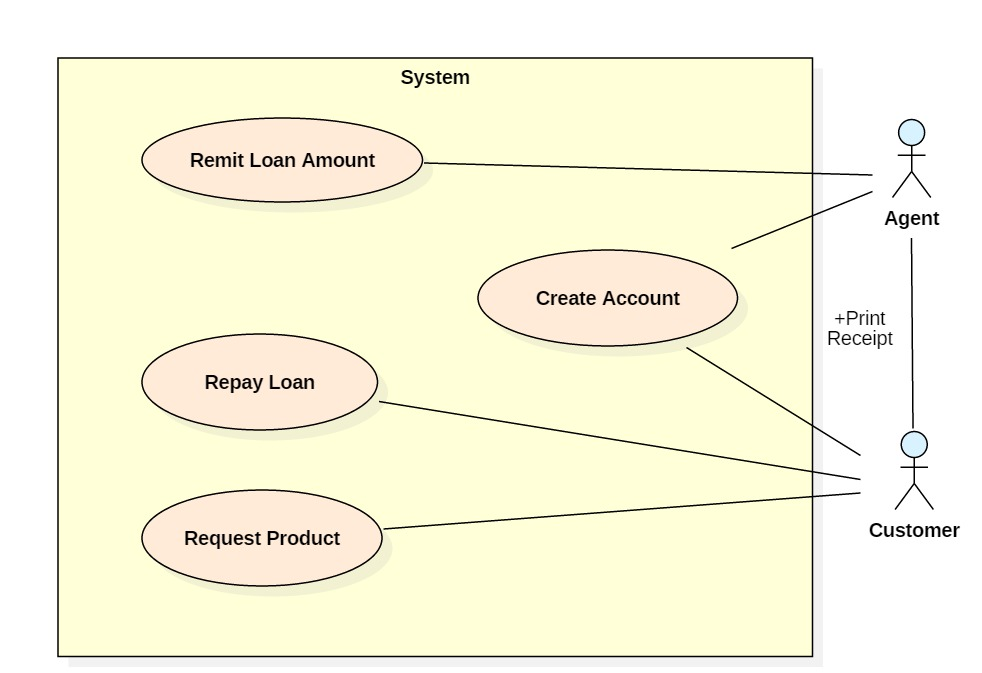 System
Remit Loan Amount
Agent
Create Account
+Print
Receipt
Repay Loan
Request Product
Customer